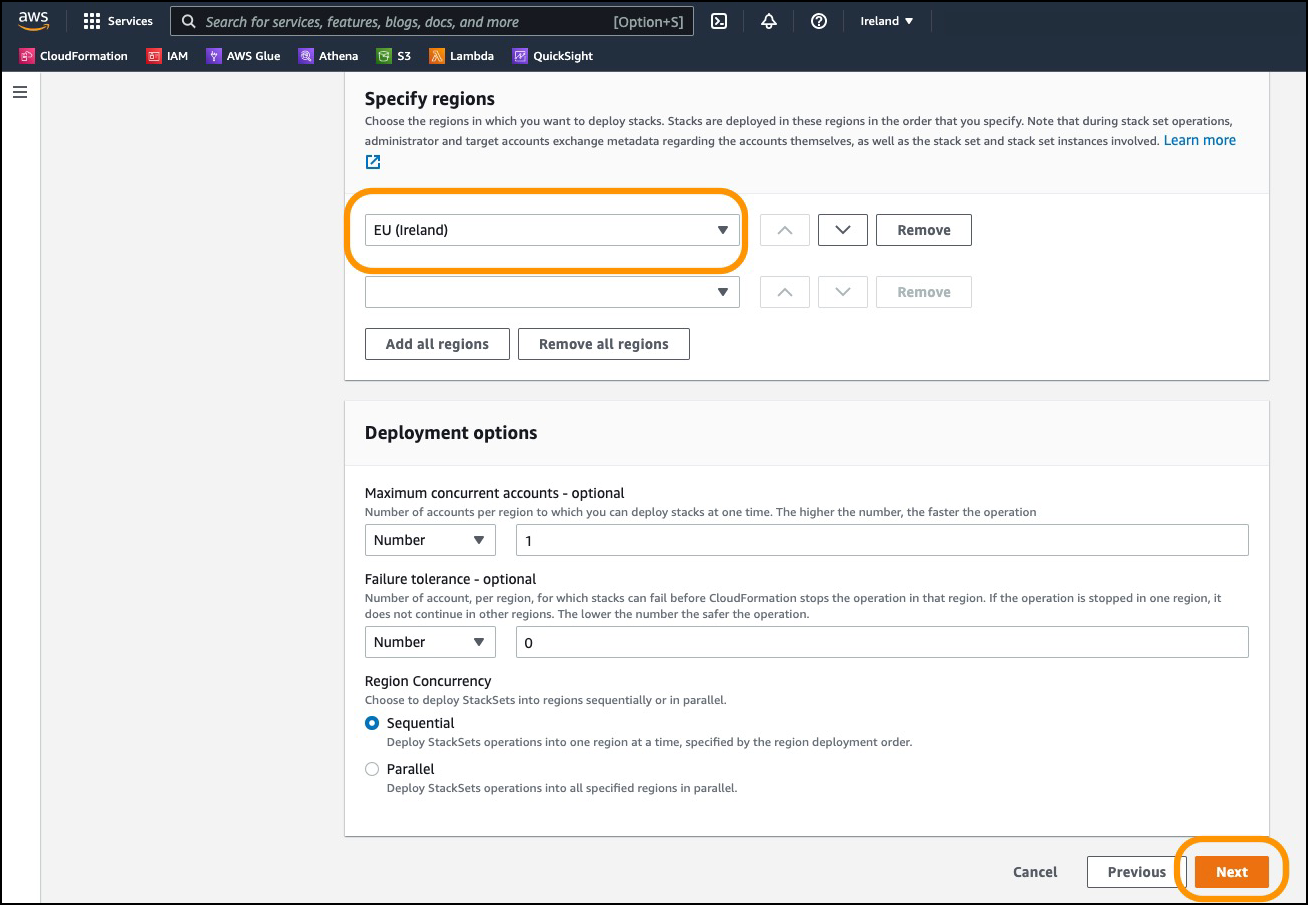 aws
Services
Search for services, features, blogs, docs, and more [Option+S]
Ireland
CloudFormation IAM AWS Glue Athena S3 Lambda QuickSight
Specify regions
Choose the regions in which you want to deploy stacks. Stacks are deployed in these regions in the order that you specify. Note that during stack set operations,
administrator and target accounts exchange metadata regarding the accounts themselves, as well as the stack set and stack set instances involved. Learn more
EU (Ireland)
Remove
Remove
Add all regions Remove all regions
Deployment options
Maximum concurrent accounts - optional
Number of accounts per region to which you can deploy stacks at one time. The higher the number, the faster the operation
Number 1
Failure tolerance - optional
Number of account, per region, for which stacks can fail before CloudFormation stops the operation in that region. If the operation is stopped in one region, it
does not continue in other regions. The lower the number the safer the operation.
Number 0
Region Concurrency
Choose to deploy StackSets into regions sequentially or in parallel.
Sequential
Deploy StackSets operations into one region at a time, specified by the region deployment order.
Parallel
Deploy StackSets operations into all specified regions in parallel.
Cancel Previous Next